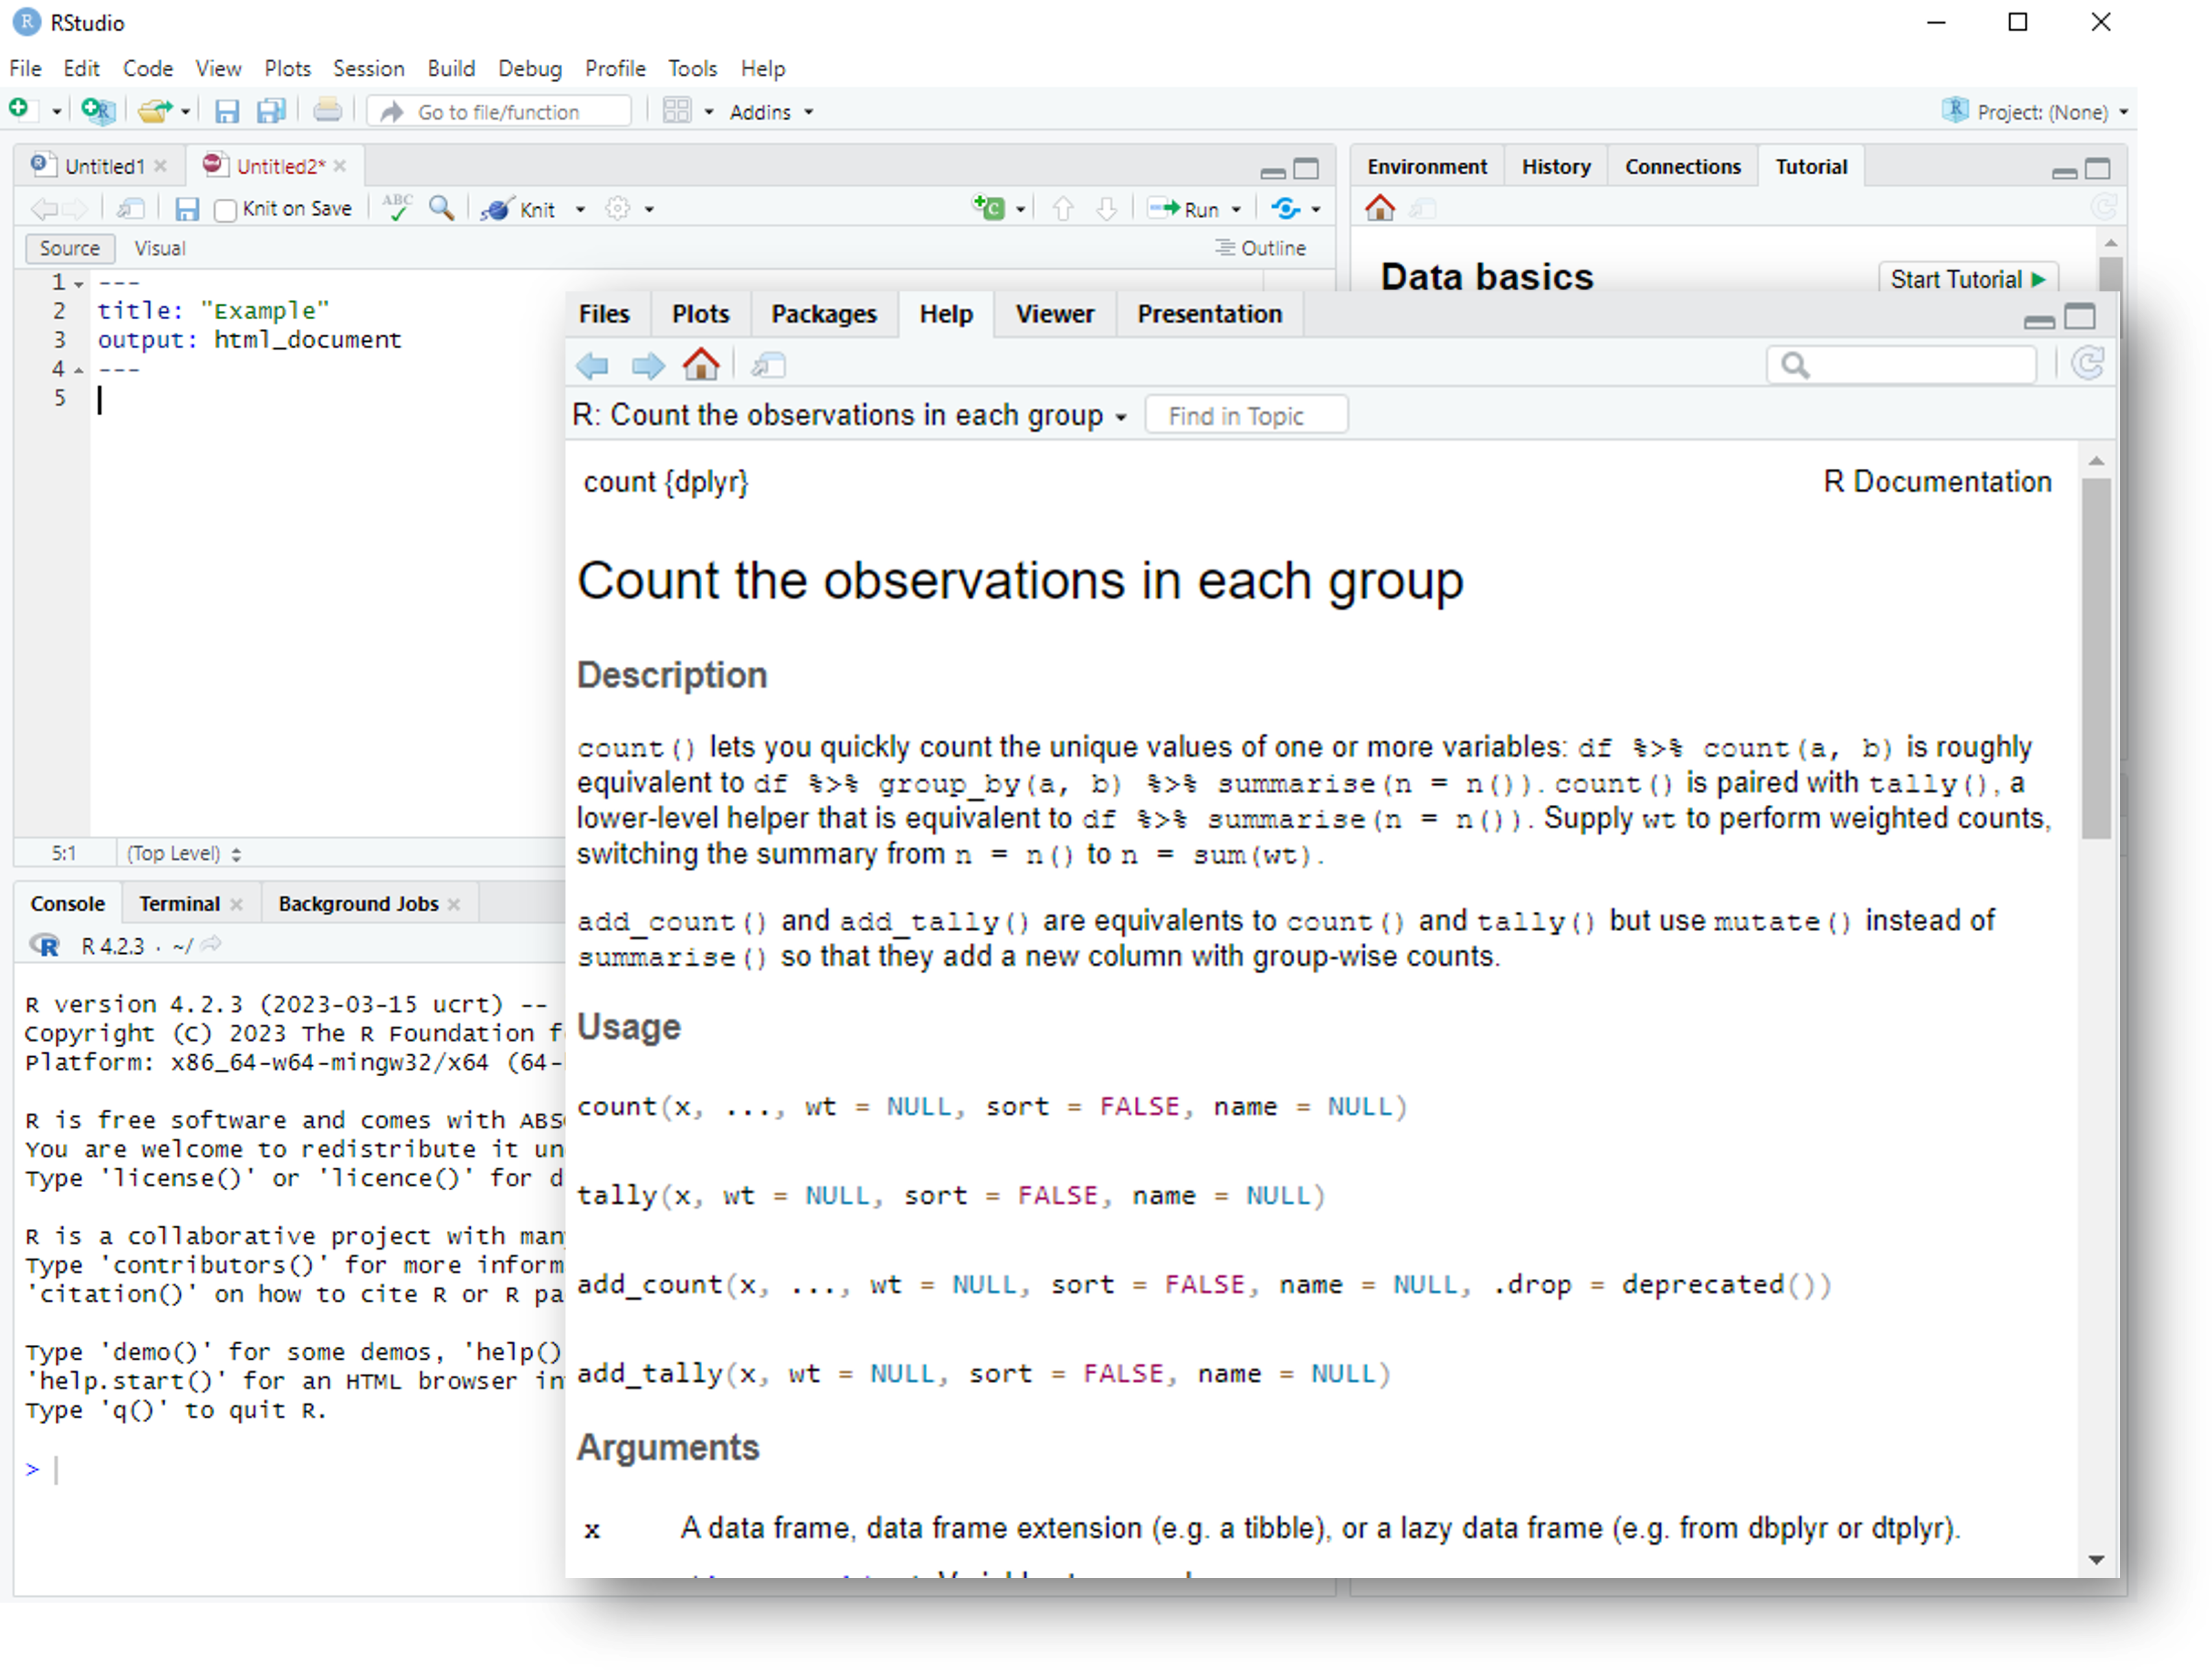 RStudio
File Edit Code View Plots Session Build Debug Profile Tools Help
Go to file/function Addins Project: (None)
Untitled1 Untitled2*
Knit on Save ABC Knit Run
Source Visual Outline
1 ---
2 title: "Example"
3 output: html_document
4 ---
5
5:1 (Top Level)
Console Terminal Background Jobs
R 4.2.3 . ~/
R version 4.2.3 (2023-03-15 ucrt) --
Copyright (C) 2023 The R Foundation
Platform: x86_64-w64-mingw32/x64 (64-
R is free software and comes with
You are welcome to redistribute it
Type 'license()' or 'licence()' for
R is a collaborative project with
Type 'contributors()' for more
'citation()' on how to cite R or R
Type 'demo()' for some demos, 'help()
'help.start()' for an HTML browser
Type 'q()' to quit R.
>
Environment History Connections Tutorial
Data basics Start Tutorial
Files Plots Packages Help Viewer Presentation
R: Count the observations in each group Find in Topic
count {dplyr} R Documentation
Count the observations in each group
Description
count() lets you quickly count the unique values of one or more variables: df %>% count(a, b) is roughly
equivalent to df %>% group_by(a, b) %>% summarise(n = n()). count() is paired with tally(), a
lower-level helper that is equivalent to df %>% summarise(n = n()). Supply wt to perform weighted counts,
switching the summary from n = n() to n = sum(wt).
add_count() and add_tally() are equivalents to count() and tally() but use mutate() instead of
summarise() so that they add a new column with group-wise counts.
Usage
count(x, ..., wt = NULL, sort = FALSE, name = NULL)
tally(x, wt = NULL, sort = FALSE, name = NULL)
add_count(x, ..., wt = NULL, sort = FALSE, name = NULL, .drop = deprecated())
add_tally(x, wt = NULL, sort = FALSE, name = NULL)
Arguments
x A data frame, data frame extension (e.g. a tibble), or a lazy data frame (e.g. from dbplyr or dtplyr).